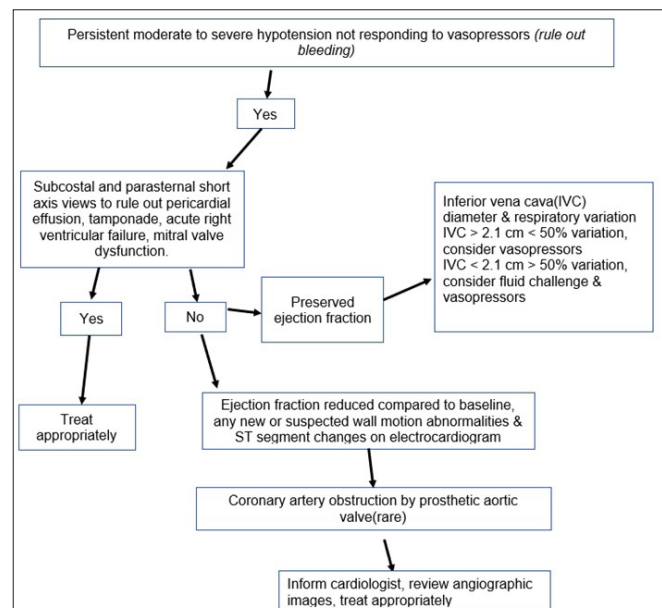 Persistent moderate to severe hypotension not responding to vasopressors (rule out
bleeding)
Yes
Subcostal and parasternal short
axis views to rule out pericardial
effusion, tamponade, acute right
ventricular failure, mitral valve
dysfunction.
Inferior vena cava(IVC)
diameter & respiratory variation
IVC > 2.1 cm < 50% variation,
consider vasopressors
IVC < 2.1 cm > 50% variation,
consider fluid challenge &
vasopressors
Yes
No
Preserved
ejection fraction
Treat
appropriately
Ejection fraction reduced compared to baseline,
any new or suspected wall motion abnormalities &
ST segment changes on electrocardiogram
Coronary artery obstruction by prosthetic aortic
valve(rare)
Inform cardiologist, review angiographic
images, treat appropriately